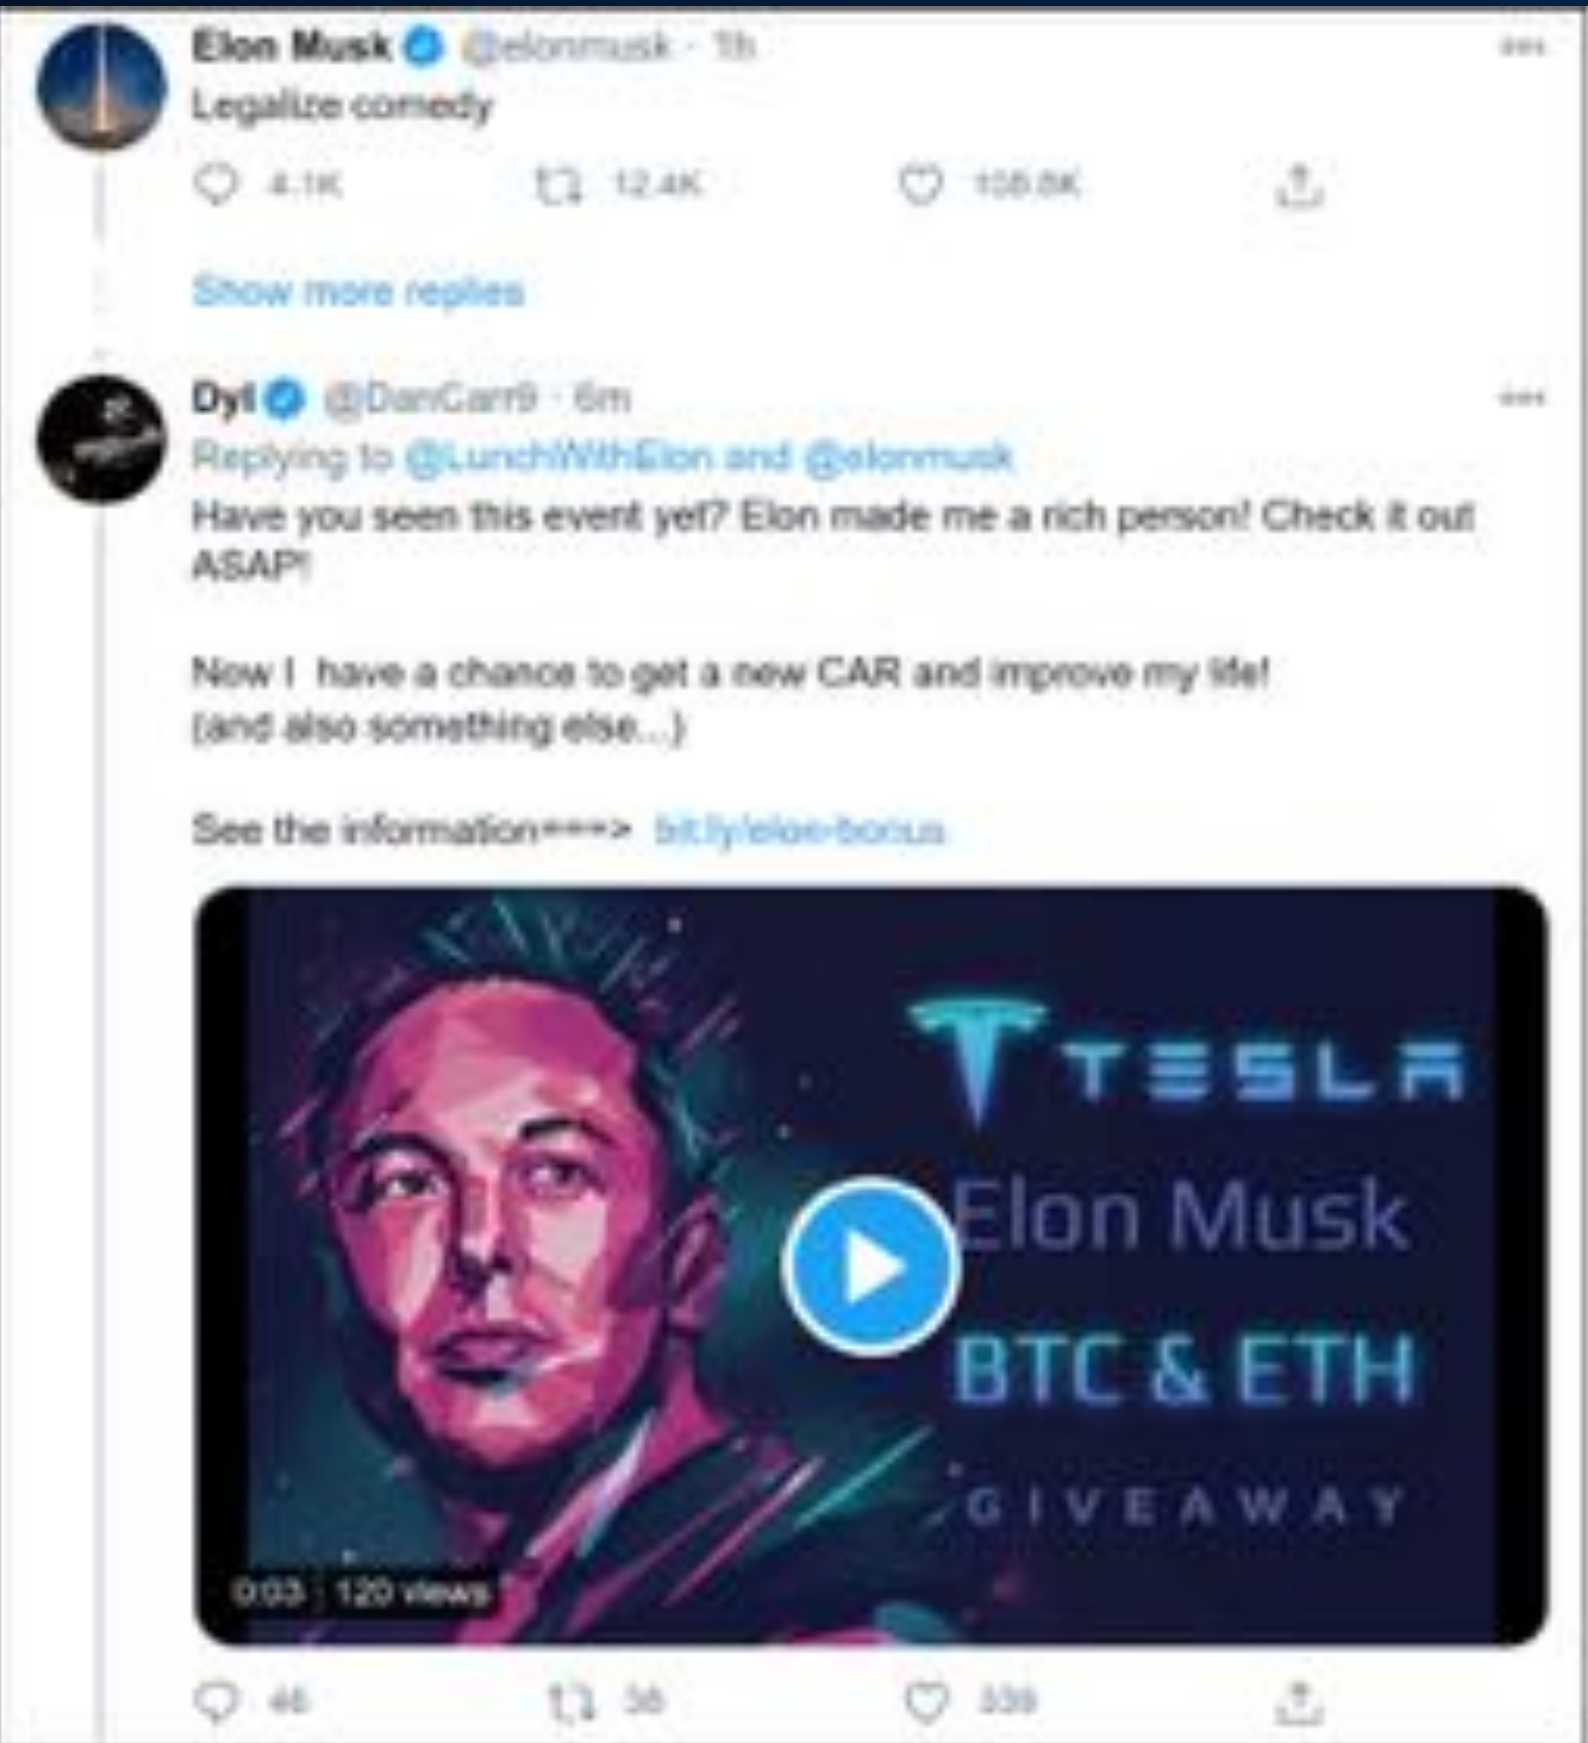 Elon Musk @elonmusk · 1h
Legalize comedy
4.1K 12.4K
Show more replies
Dyl @DanCarr9 · 6m
Replying to @LunchWithElon and @elonmusk
Have you seen this event yet? Elon made me a rich person! Check it out
ASAP!
Now I have a chance to get a new CAR and improve my life!
(and also something else...)
See the information===> bit.ly/elon-bonus
TESLA
Elon Musk
BTC & ETH
GIVEAWAY
0:03 120 views